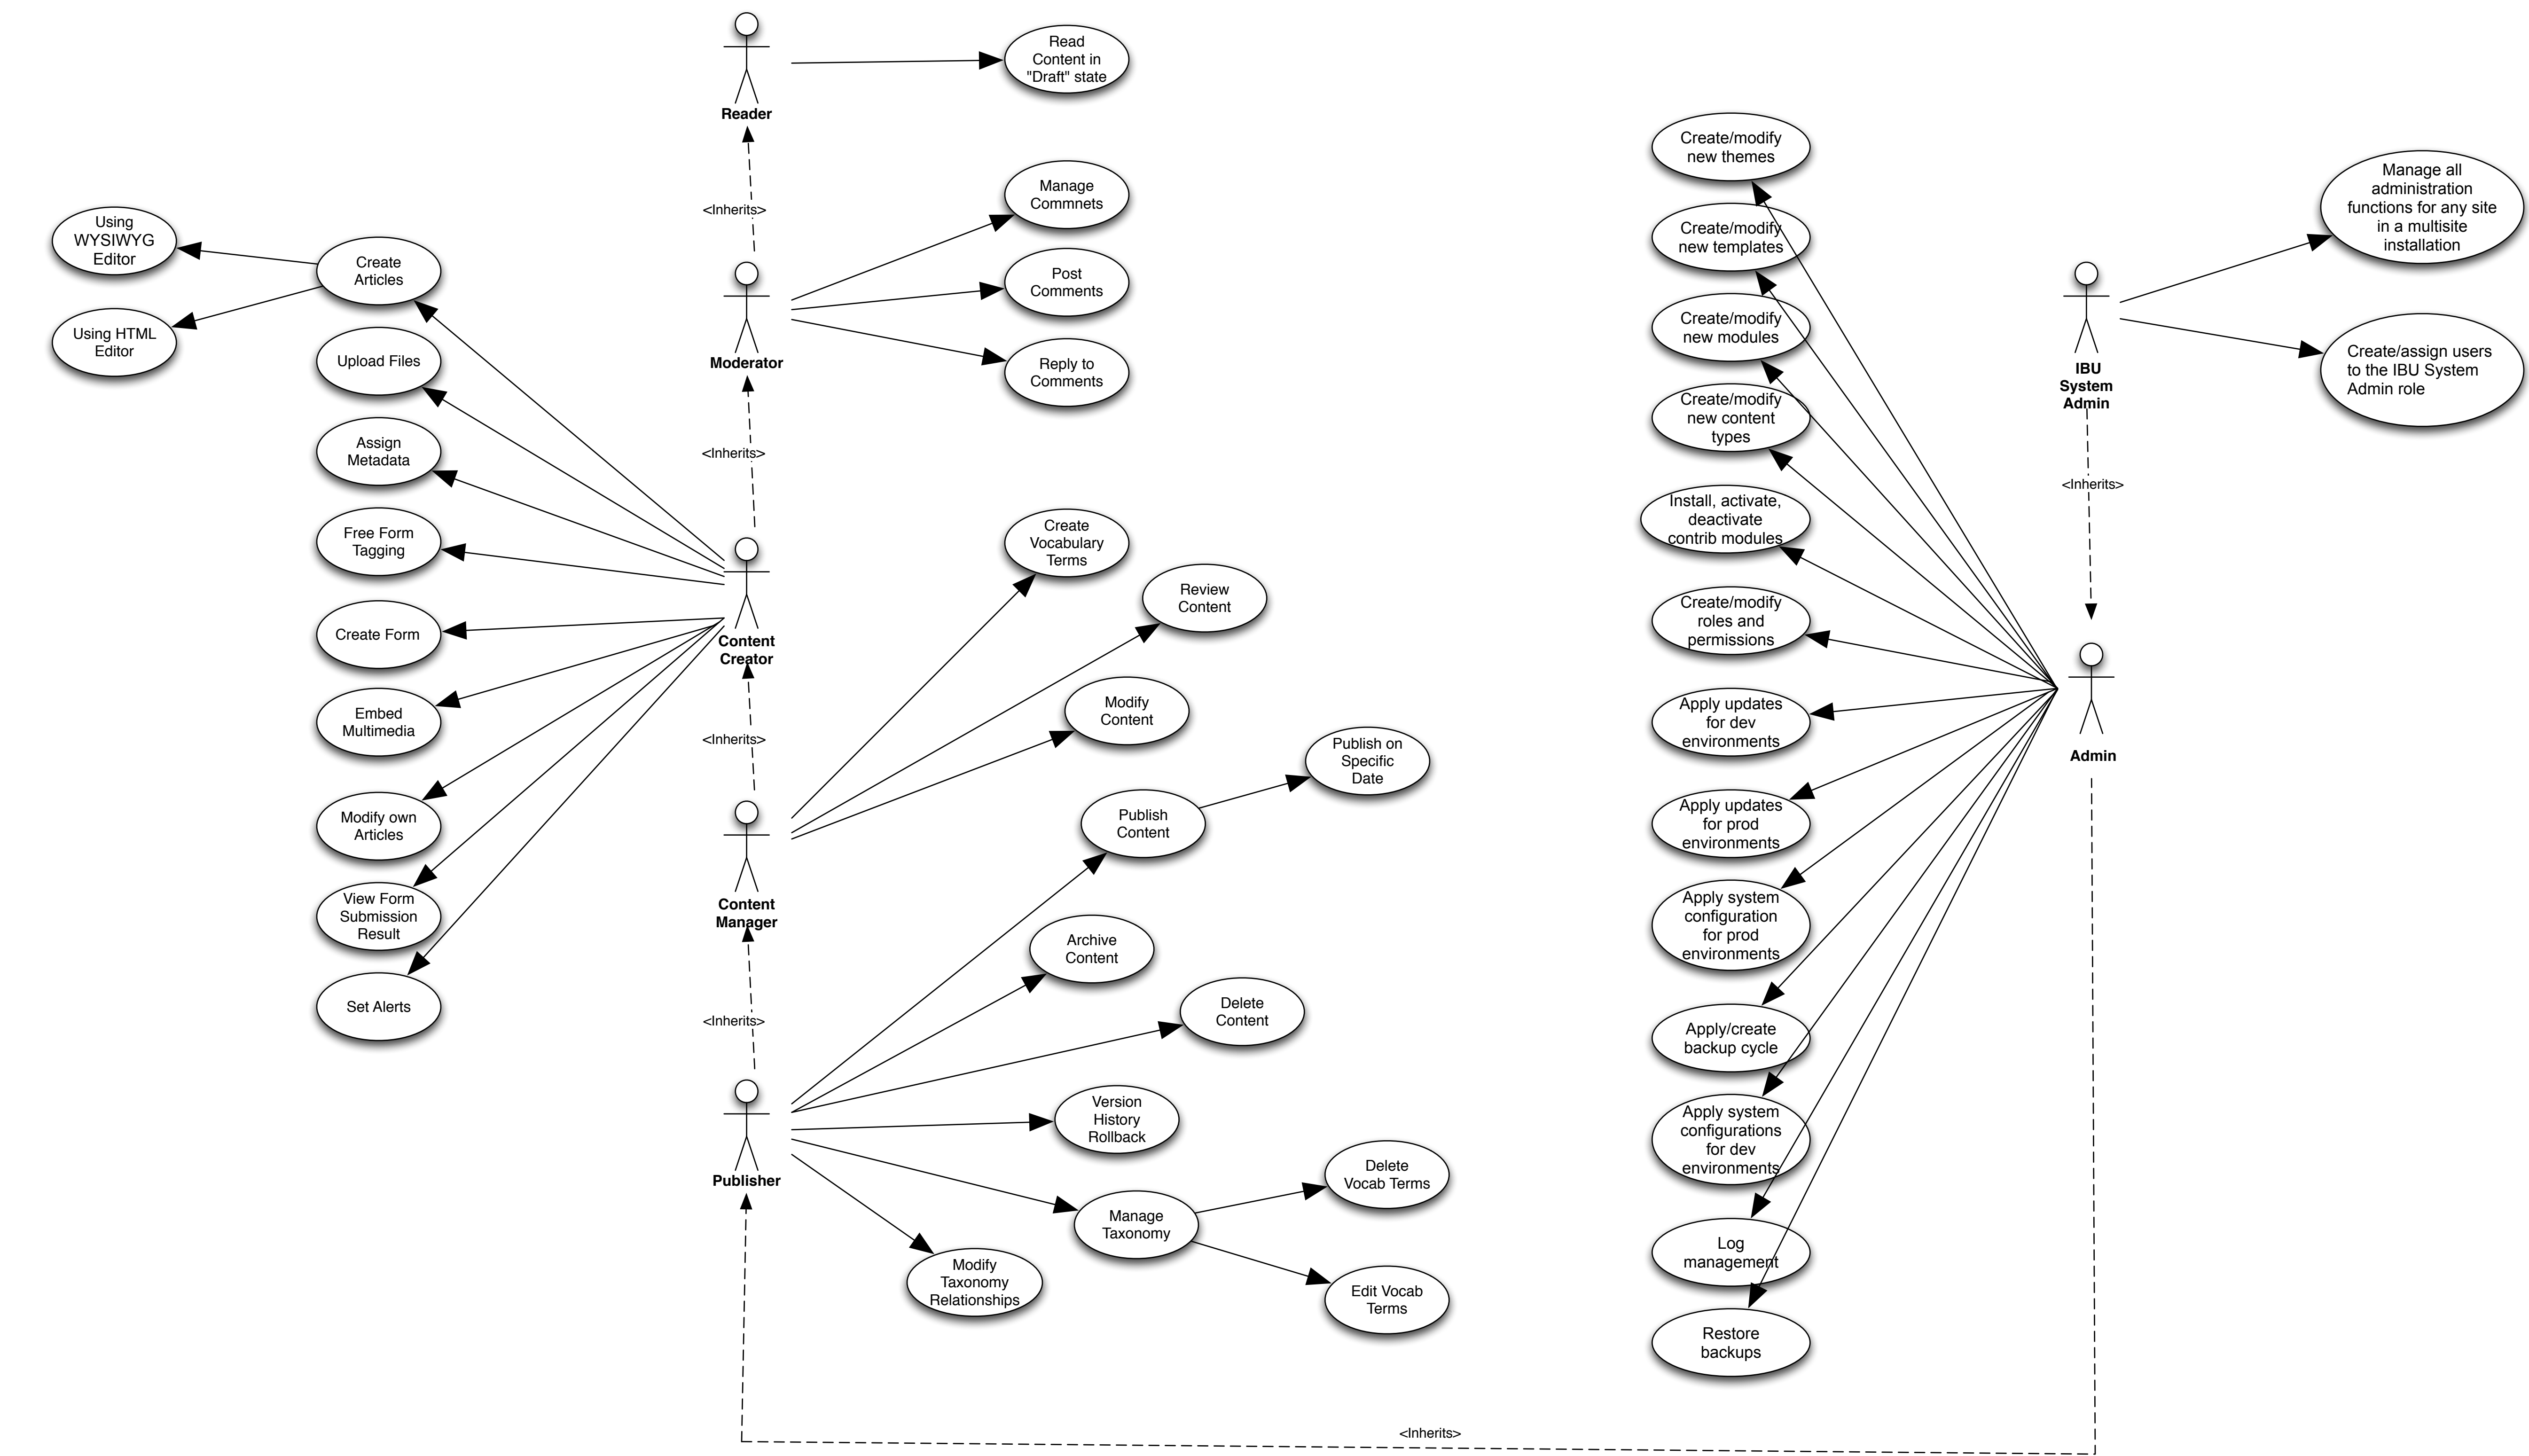 Reader
Read
Content in
"Draft" state
<Inherits>
Moderator
Manage
Commnets
Post
Comments
Reply to
Comments
<Inherits>
Using
WYSIWYG
Editor
Using HTML
Editor
Create
Articles
Upload Files
Assign
Metadata
Free Form
Tagging
Create Form
Embed
Multimedia
Modify own
Articles
View Form
Submission
Result
Set Alerts
Content
Creator
<Inherits>
Create
Vocabulary
Terms
Review
Content
Modify
Content
Content
Manager
<Inherits>
Publish
Content
Publish on
Specific
Date
Archive
Content
Delete
Content
Version
History
Rollback
Publisher
Manage
Taxonomy
Delete
Vocab Terms
Edit Vocab
Terms
Modify
Taxonomy
Relationships
<Inherits>
Create/modify
new themes
Create/modify
new templates
Create/modify
new modules
Create/modify
new content
types
Install, activate,
deactivate
contrib modules
Create/modify
roles and
permissions
Apply updates
for dev
environments
Apply updates
for prod
environments
Apply system
configuration
for prod
environments
Apply/create
backup cycle
Apply system
configurations
for dev
environments
Log
management
Restore
backups
Manage all
administration
functions for any site
in a multisite
installation
Create/assign users
to the IBU System
Admin role
IBU
System
Admin
<Inherits>
Admin